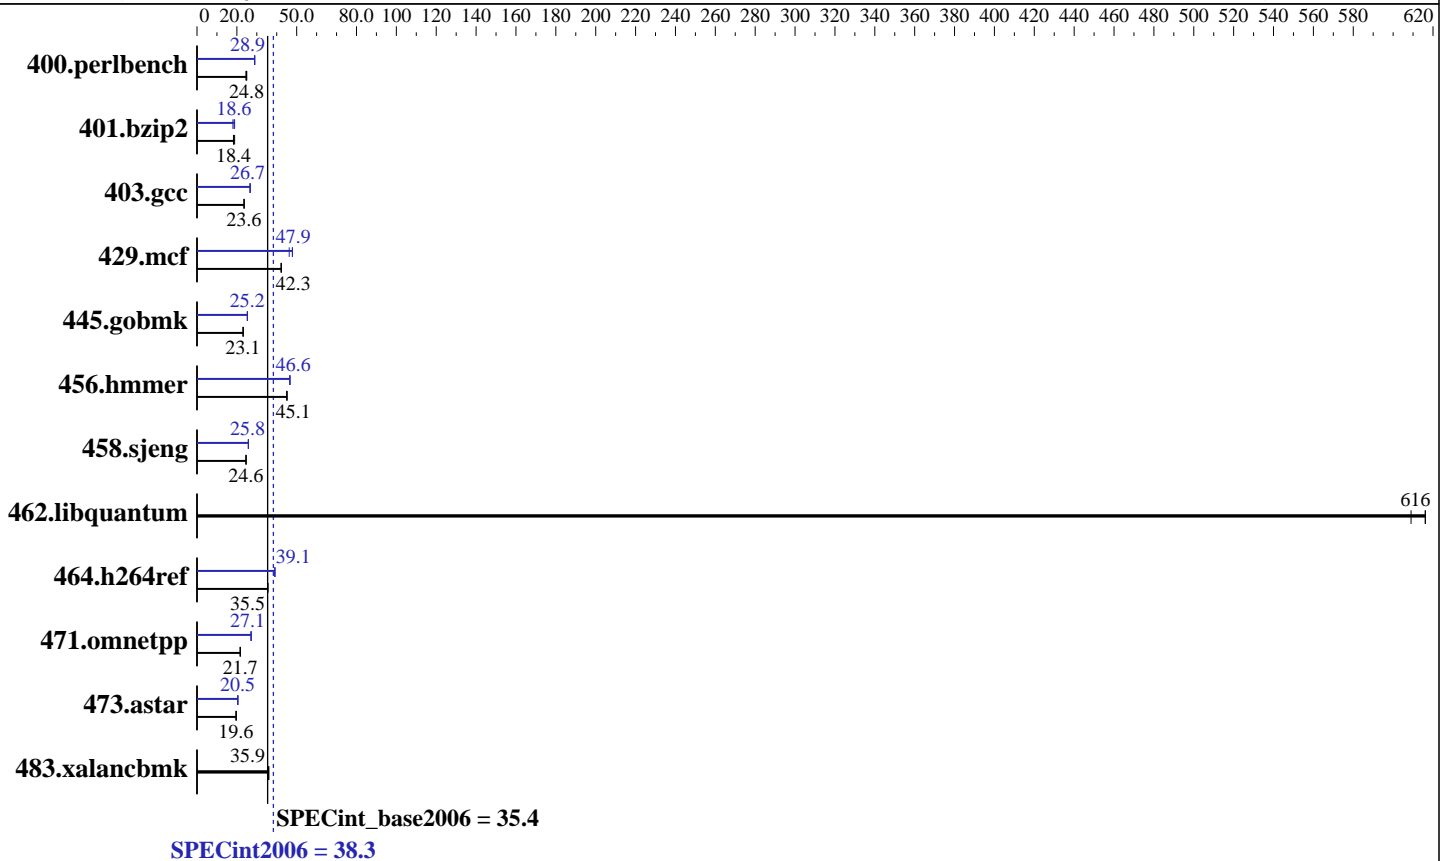 0 20.0 50.0 80.0 100 120 140 160 180 200 220 240 260 280 300 320 340 360 380 400 420 440 460 480 500 520 540 560 580 620
28.9
400.perlbench
24.8
18.6
401.bzip2
18.4
26.7
403.gcc
23.6
47.9
429.mcf
42.3
25.2
445.gobmk
23.1
46.6
456.hmmer
45.1
25.8
458.sjeng
24.6
616
462.libquantum
39.1
464.h264ref
35.5
27.1
471.omnetpp
21.7
20.5
473.astar
19.6
35.9
483.xalancbmk
SPECint_base2006 = 35.4
SPECint2006 = 38.3